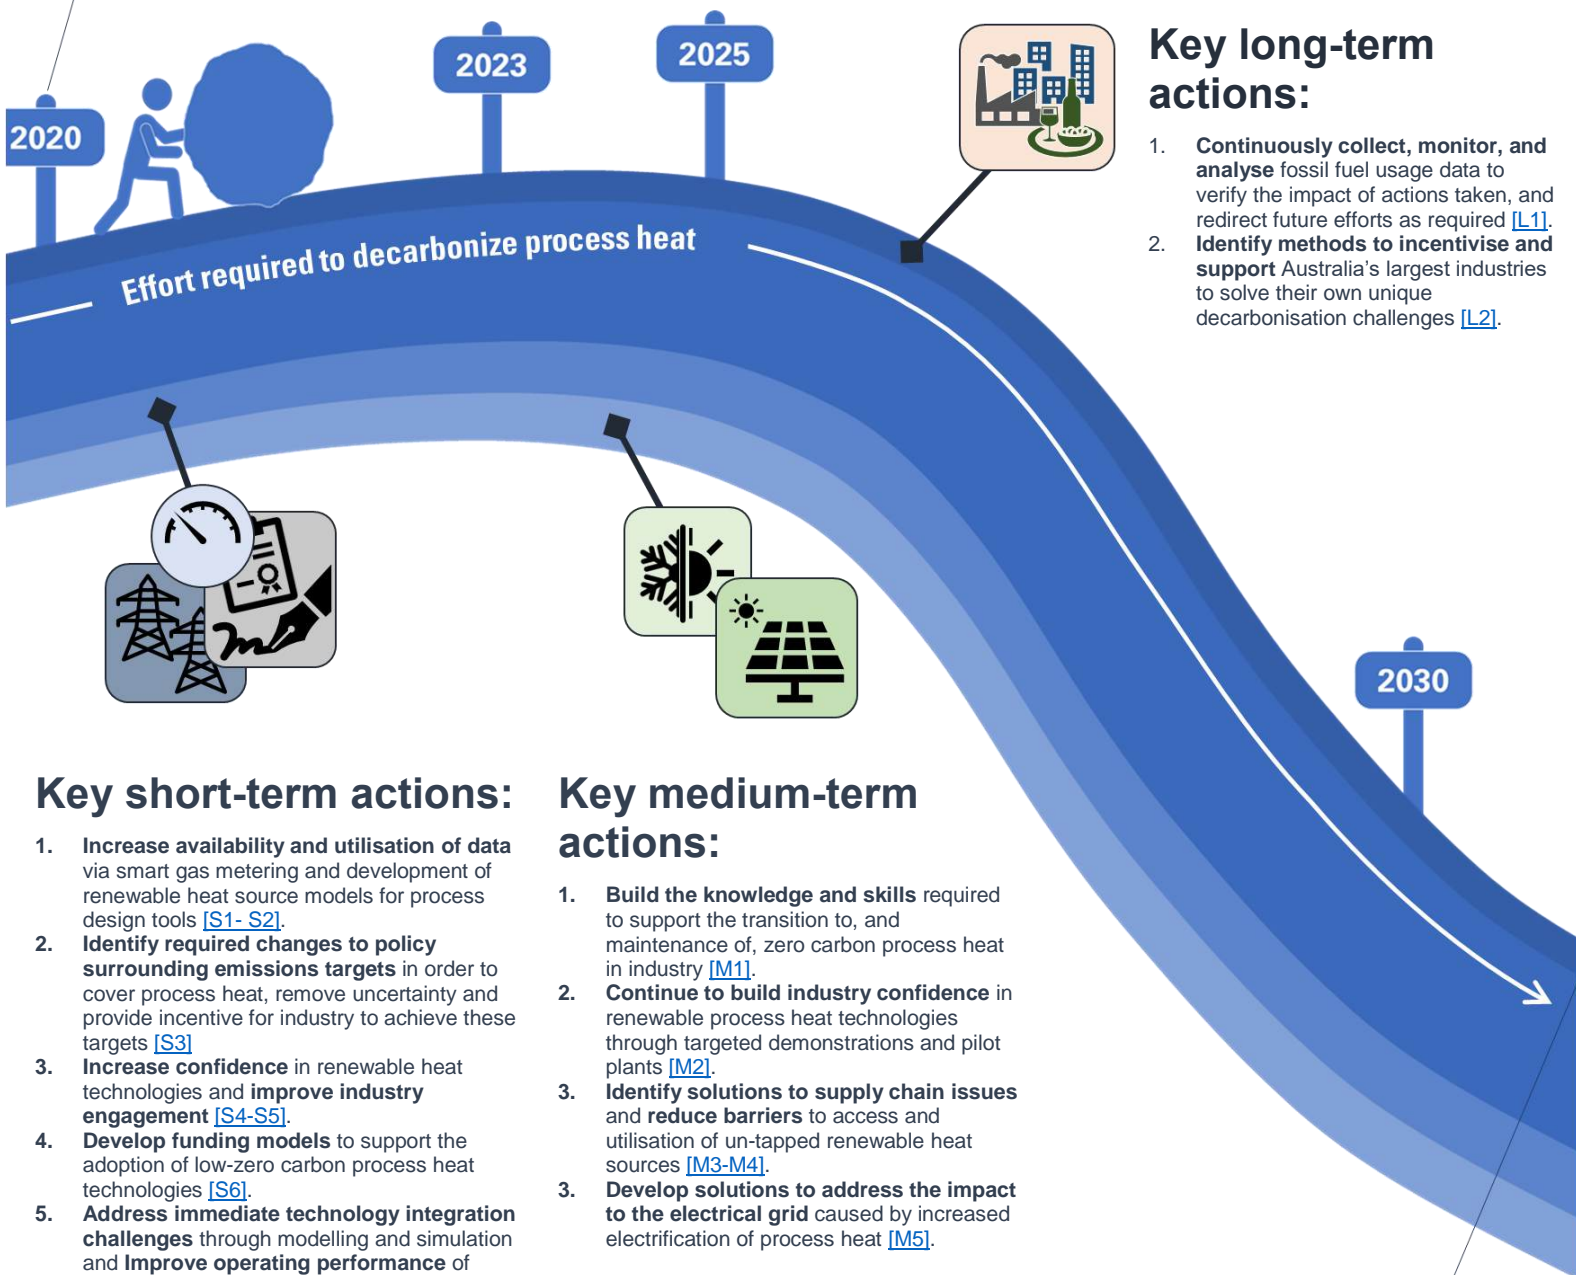 2020
2023
2025
Effort required to decarbonize process heat
Key long-term
actions:
1. Continuously collect, monitor, and
analyse fossil fuel usage data to
verify the impact of actions taken, and
redirect future efforts as required [L1].
2. Identify methods to incentivise and
support Australia's largest industries
to solve their own unique
decarbonisation challenges [L2].
2030
Key short-term actions:
1. Increase availability and utilisation of data
via smart gas metering and development of
renewable heat source models for process
design tools [S1- S2].
2. Identify required changes to policy
surrounding emissions targets in order to
cover process heat, remove uncertainty and
provide incentive for industry to achieve these
targets [S3]
3. Increase confidence in renewable heat
technologies and improve industry
engagement [S4-S5].
4. Develop funding models to support the
adoption of low-zero carbon process heat
technologies [S6].
5. Address immediate technology integration
challenges through modelling and simulation
and Improve operating performance of
Key medium-term
actions:
1. Build the knowledge and skills required
to support the transition to, and
maintenance of, zero carbon process heat
in industry [M1].
2. Continue to build industry confidence in
renewable process heat technologies
through targeted demonstrations and pilot
plants [M2].
3. Identify solutions to supply chain issues
and reduce barriers to access and
utilisation of un-tapped renewable heat
sources [M3-M4].
3. Develop solutions to address the impact
to the electrical grid caused by increased
electrification of process heat [M5].